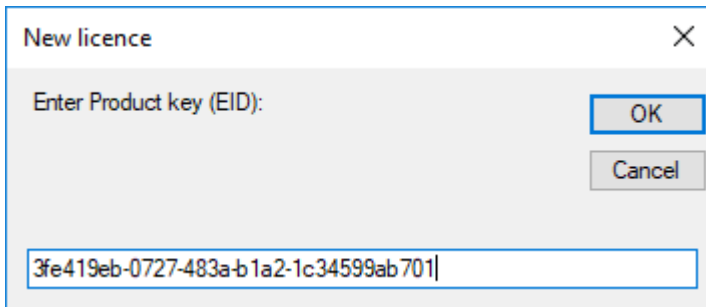 New licence
Enter Product key (EID):
OK
Cancel
3fe419eb-0727-483a-b1a2-1c34599ab701